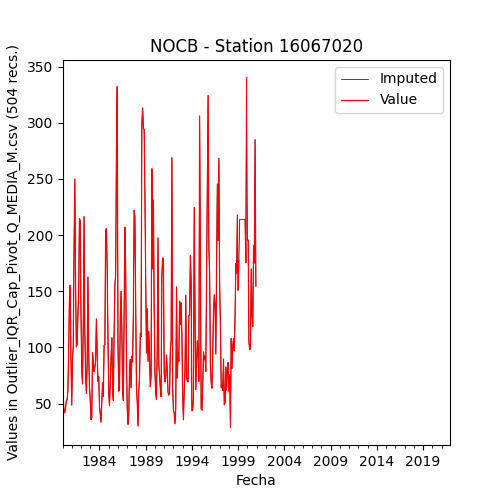 NOCB - Station 16067020
Values in Outlier_IQR_Cap_Pivot_Q_MEDIA_M.csv (504 recs.)
350
300
250
200
150
100
50
Imputed
Value
1984 1989 1994 1999 2004 2009 2014 2019
Fecha